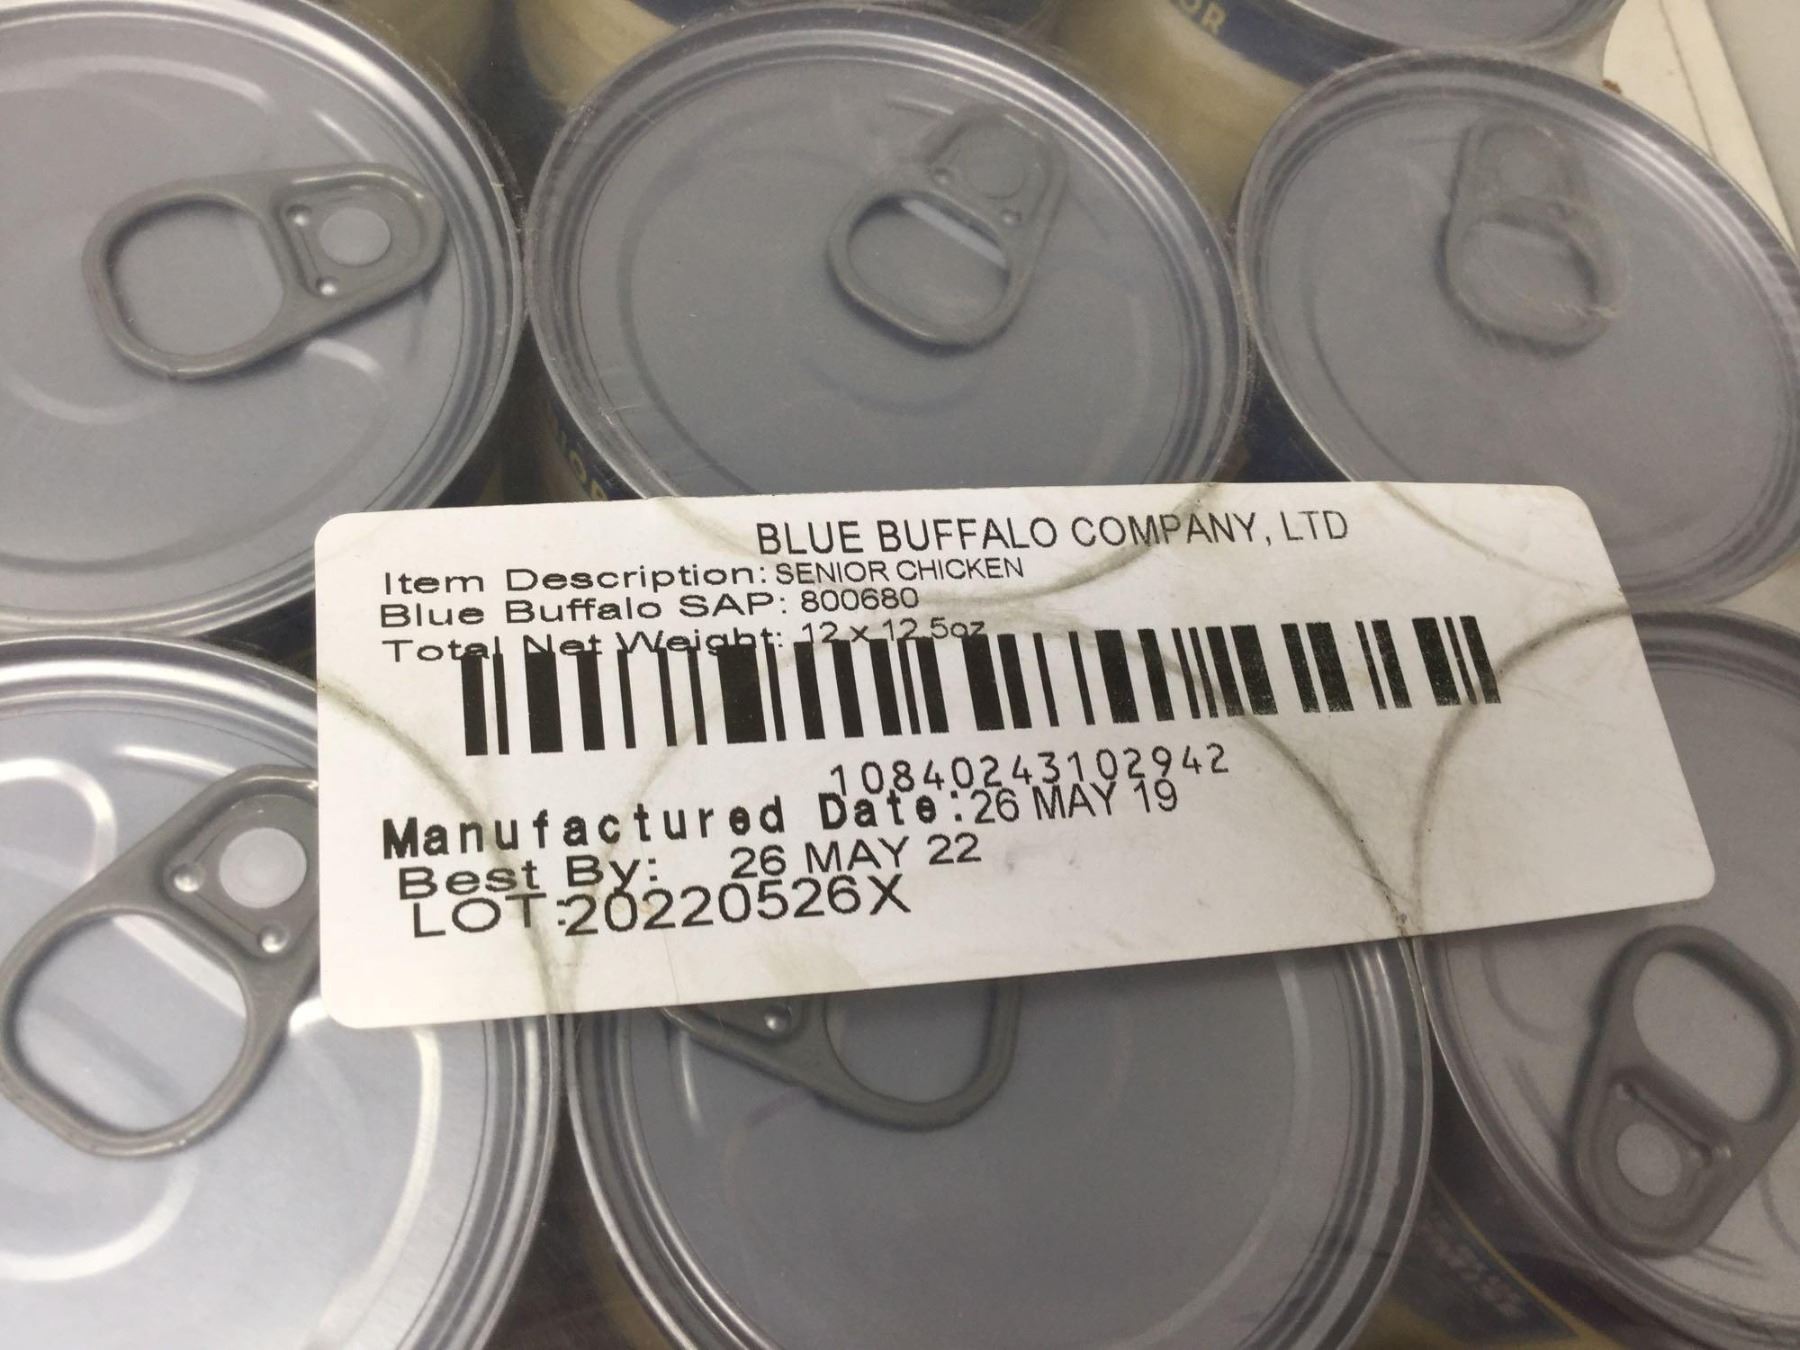 BLUE BUFFALO COMPANY, LTD
Item Description: SENIOR CHICKEN
Blue Buffalo SAP: 800680
Total Net Weight: 12 x 12.5oz
10840243102942
Manufactured Date:26 MAY 19
Best By: 26 MAY 22
LOT:20220526X